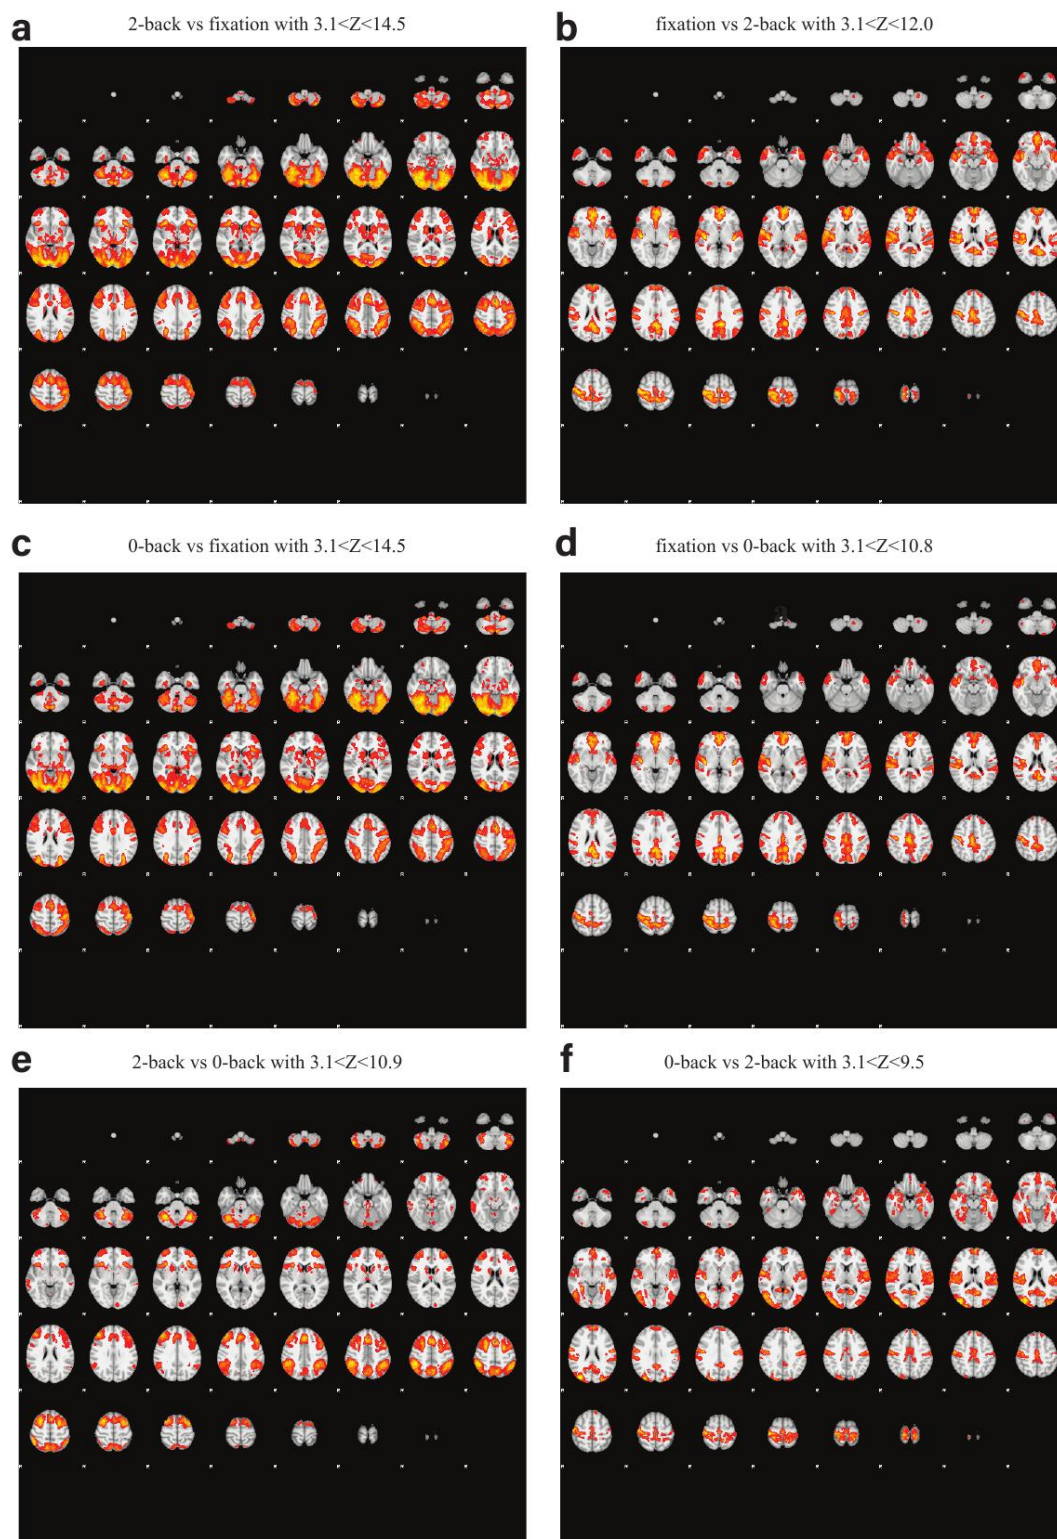 a
2-back vs fixation with 3.1<Z<14.5
b
fixation vs 2-back with 3.1<Z<12.0
c
0-back vs fixation with 3.1<Z<14.5
d
fixation vs 0-back with 3.1<Z<10.8
e
2-back vs 0-back with 3.1<Z<10.9
f
0-back vs 2-back with 3.1<Z<9.5